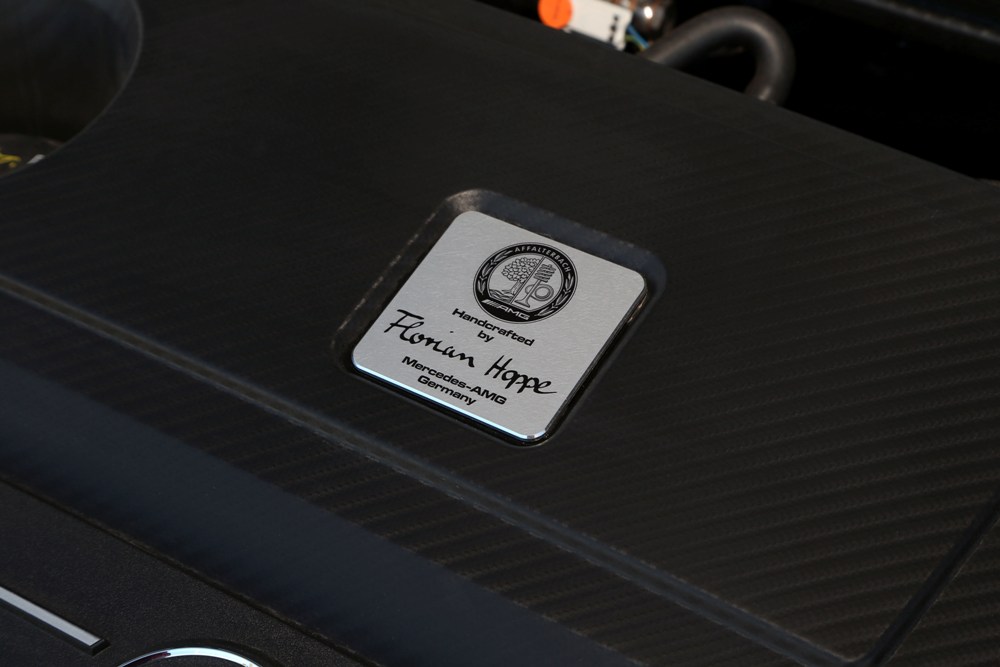 AFFALTERBACH
AMG
Handcrafted
by
Florian Hoppe
Mercedes-AMG
Germany